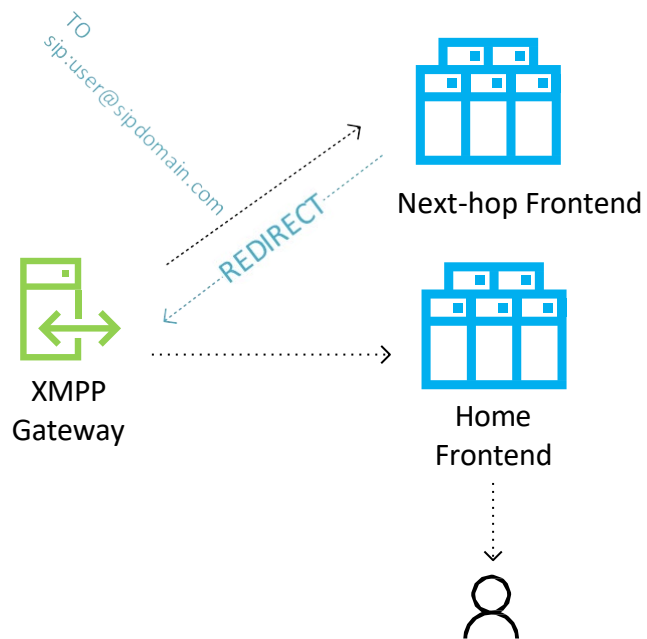 TO
sip:user@sipdomain.com
Next-hop Frontend
REDIRECT
XMPP
Gateway
Home
Frontend